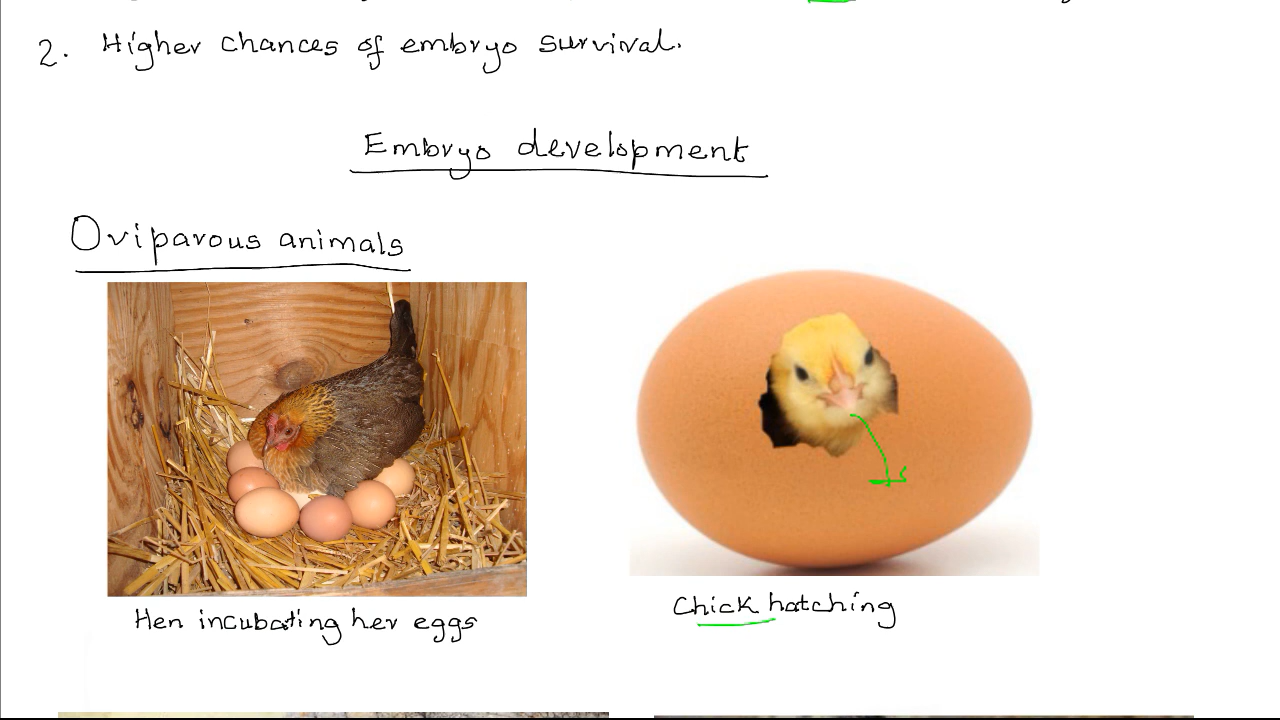 2. Higher chances of embryo survival.
Embryo development
Oviparous animals
Hen incubating her eggs
Chick hatching